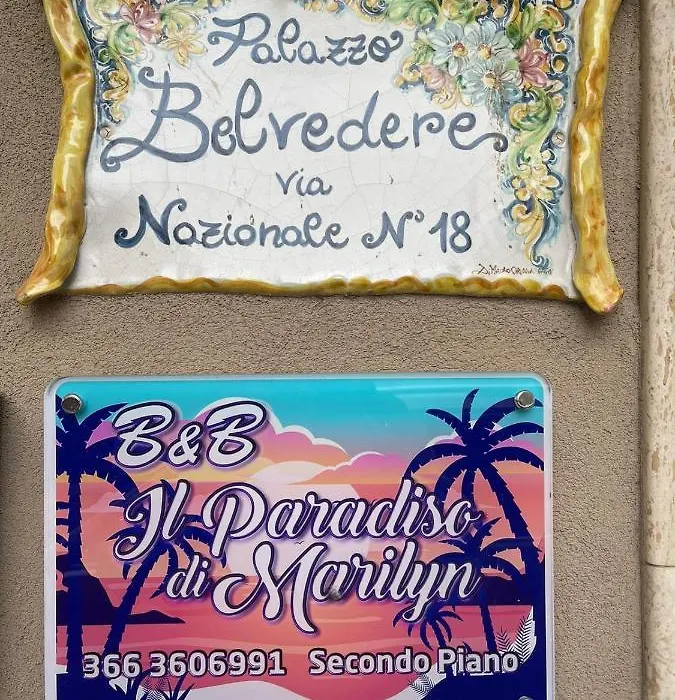 Palazzo
Belvedere
via
Nazionale N° 18
B&B
Il Paradiso
di Marilyn
366 3606991 Secondo Piano